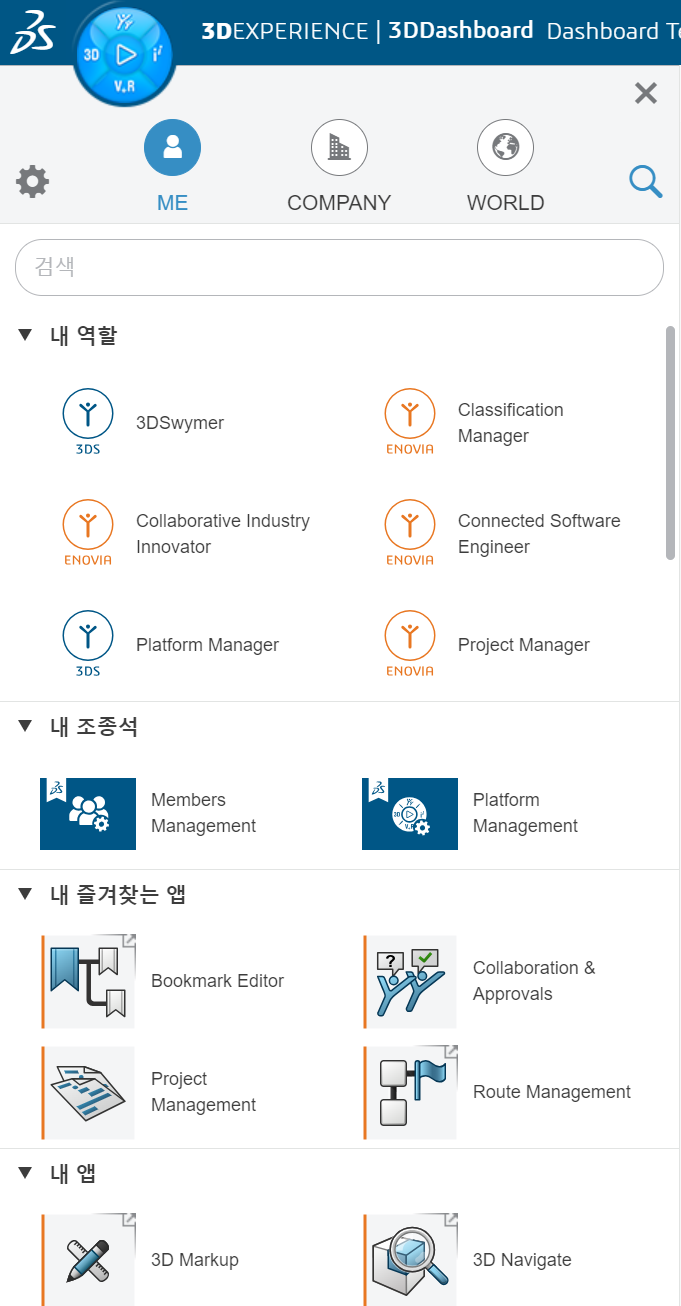 3DEXPERIENCE | 3DDashboard Dashboard Te
3D
V.R
ME
COMPANY
WORLD
검색
내 역할
3DSwymer
3DS
Classification
Manager
ENOVIA
Collaborative Industry
Innovator
ENOVIA
Connected Software
Engineer
ENOVIA
Platform Manager
3DS
Project Manager
ENOVIA
내 조종석
Members
Management
Platform
Management
내 즐겨찾는 앱
Bookmark Editor
Collaboration &
Approvals
Project
Management
Route Management
내 앱
3D Markup
3D Navigate